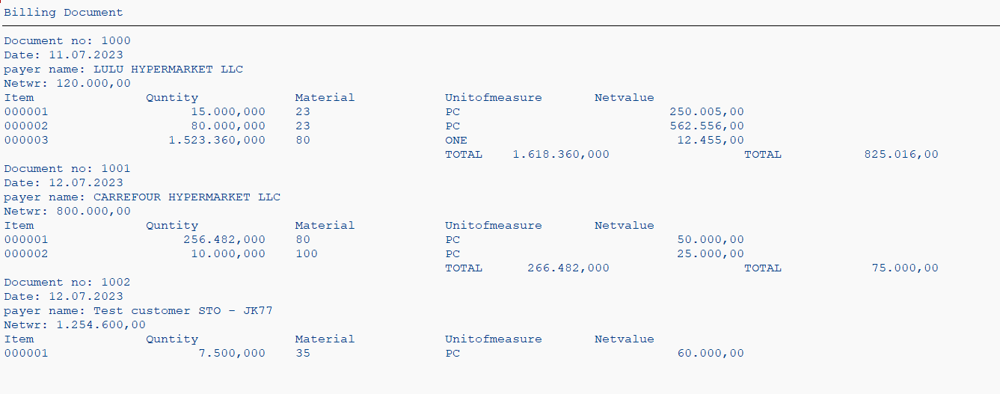 Billing Document
Document no: 1000
Date: 11.07.2023
payer name: LULU HYPERMARKET LLC
Netwr: 120.000,00
Item Quntity Material Unitofmeasure Netvalue
000001 15.000,000 23 PC 250.005,00
000002 80.000,000 23 PC 562.556,00
000003 1.523.360,000 80 ONE 12.455,00
TOTAL 1.618.360,000 TOTAL 825.016,00
Document no: 1001
Date: 12.07.2023
payer name: CARREFOUR HYPERMARKET LLC
Netwr: 800.000,00
Item Quntity Material Unitofmeasure Netvalue
000001 256.482,000 80 PC 50.000,00
000002 10.000,000 100 PC 25.000,00
TOTAL 266.482,000 TOTAL 75.000,00
Document no: 1002
Date: 12.07.2023
payer name: Test customer STO - JK77
Netwr: 1.254.600,00
Item Quntity Material Unitofmeasure Netvalue
000001 7.500,000 35 PC 60.000,00